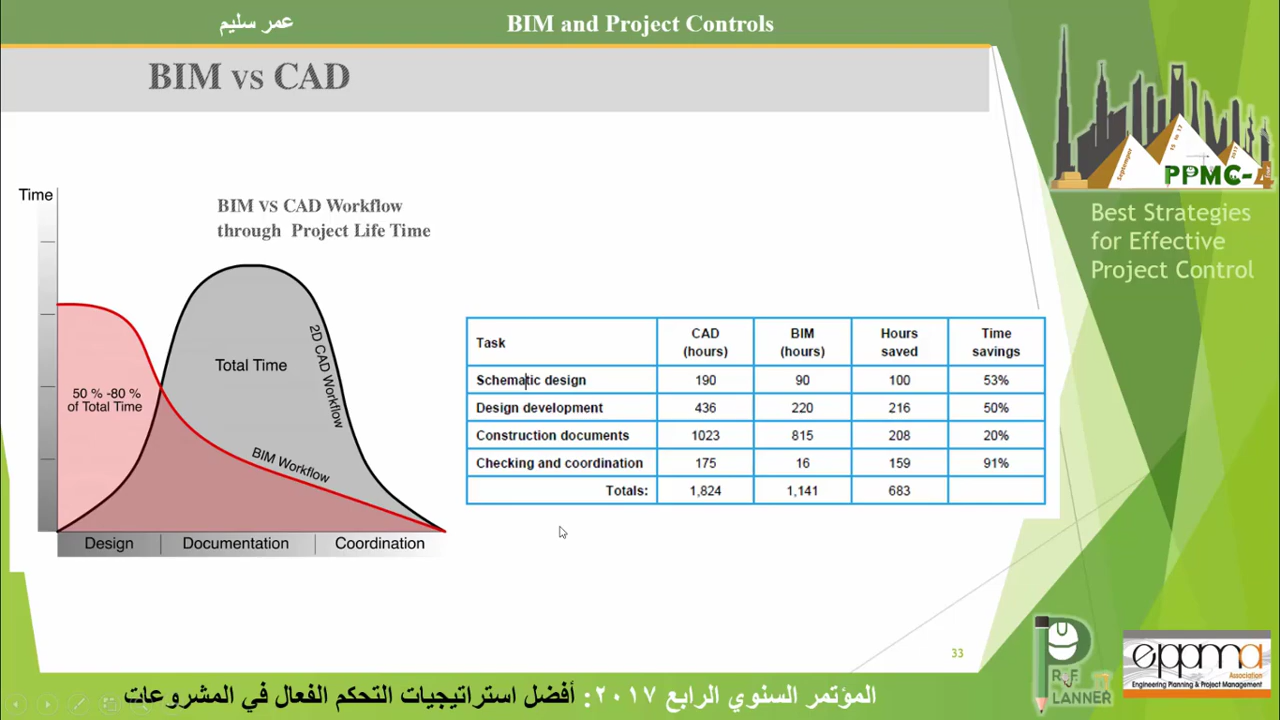 عمر سليم
BIM and Project Controls
BIM VS CAD
PPMC-4
Best Strategies
for Effective
Project Control
Time
BIM VS CAD Workflow
through Project Life Time
2D CAD Workflow
Total Time
50 % -80 %
of Total Time
BIM Workflow
Design
Documentation
Coordination
Task CAD (hours) BIM (hours) Hours saved Time savings
Schematic design 190 90 100 53%
Design development 436 220 216 50%
Construction documents 1023 815 208 20%
Checking and coordination 175 16 159 91%
Totals: 1,824 1,141 683
33
LANNER
eppma
Association
Engineering Planning & Project Management
المؤتمر السنوي الرابع ٢٠١٧: أفضل استراتيجيات التحكم الفعال في المشروعات